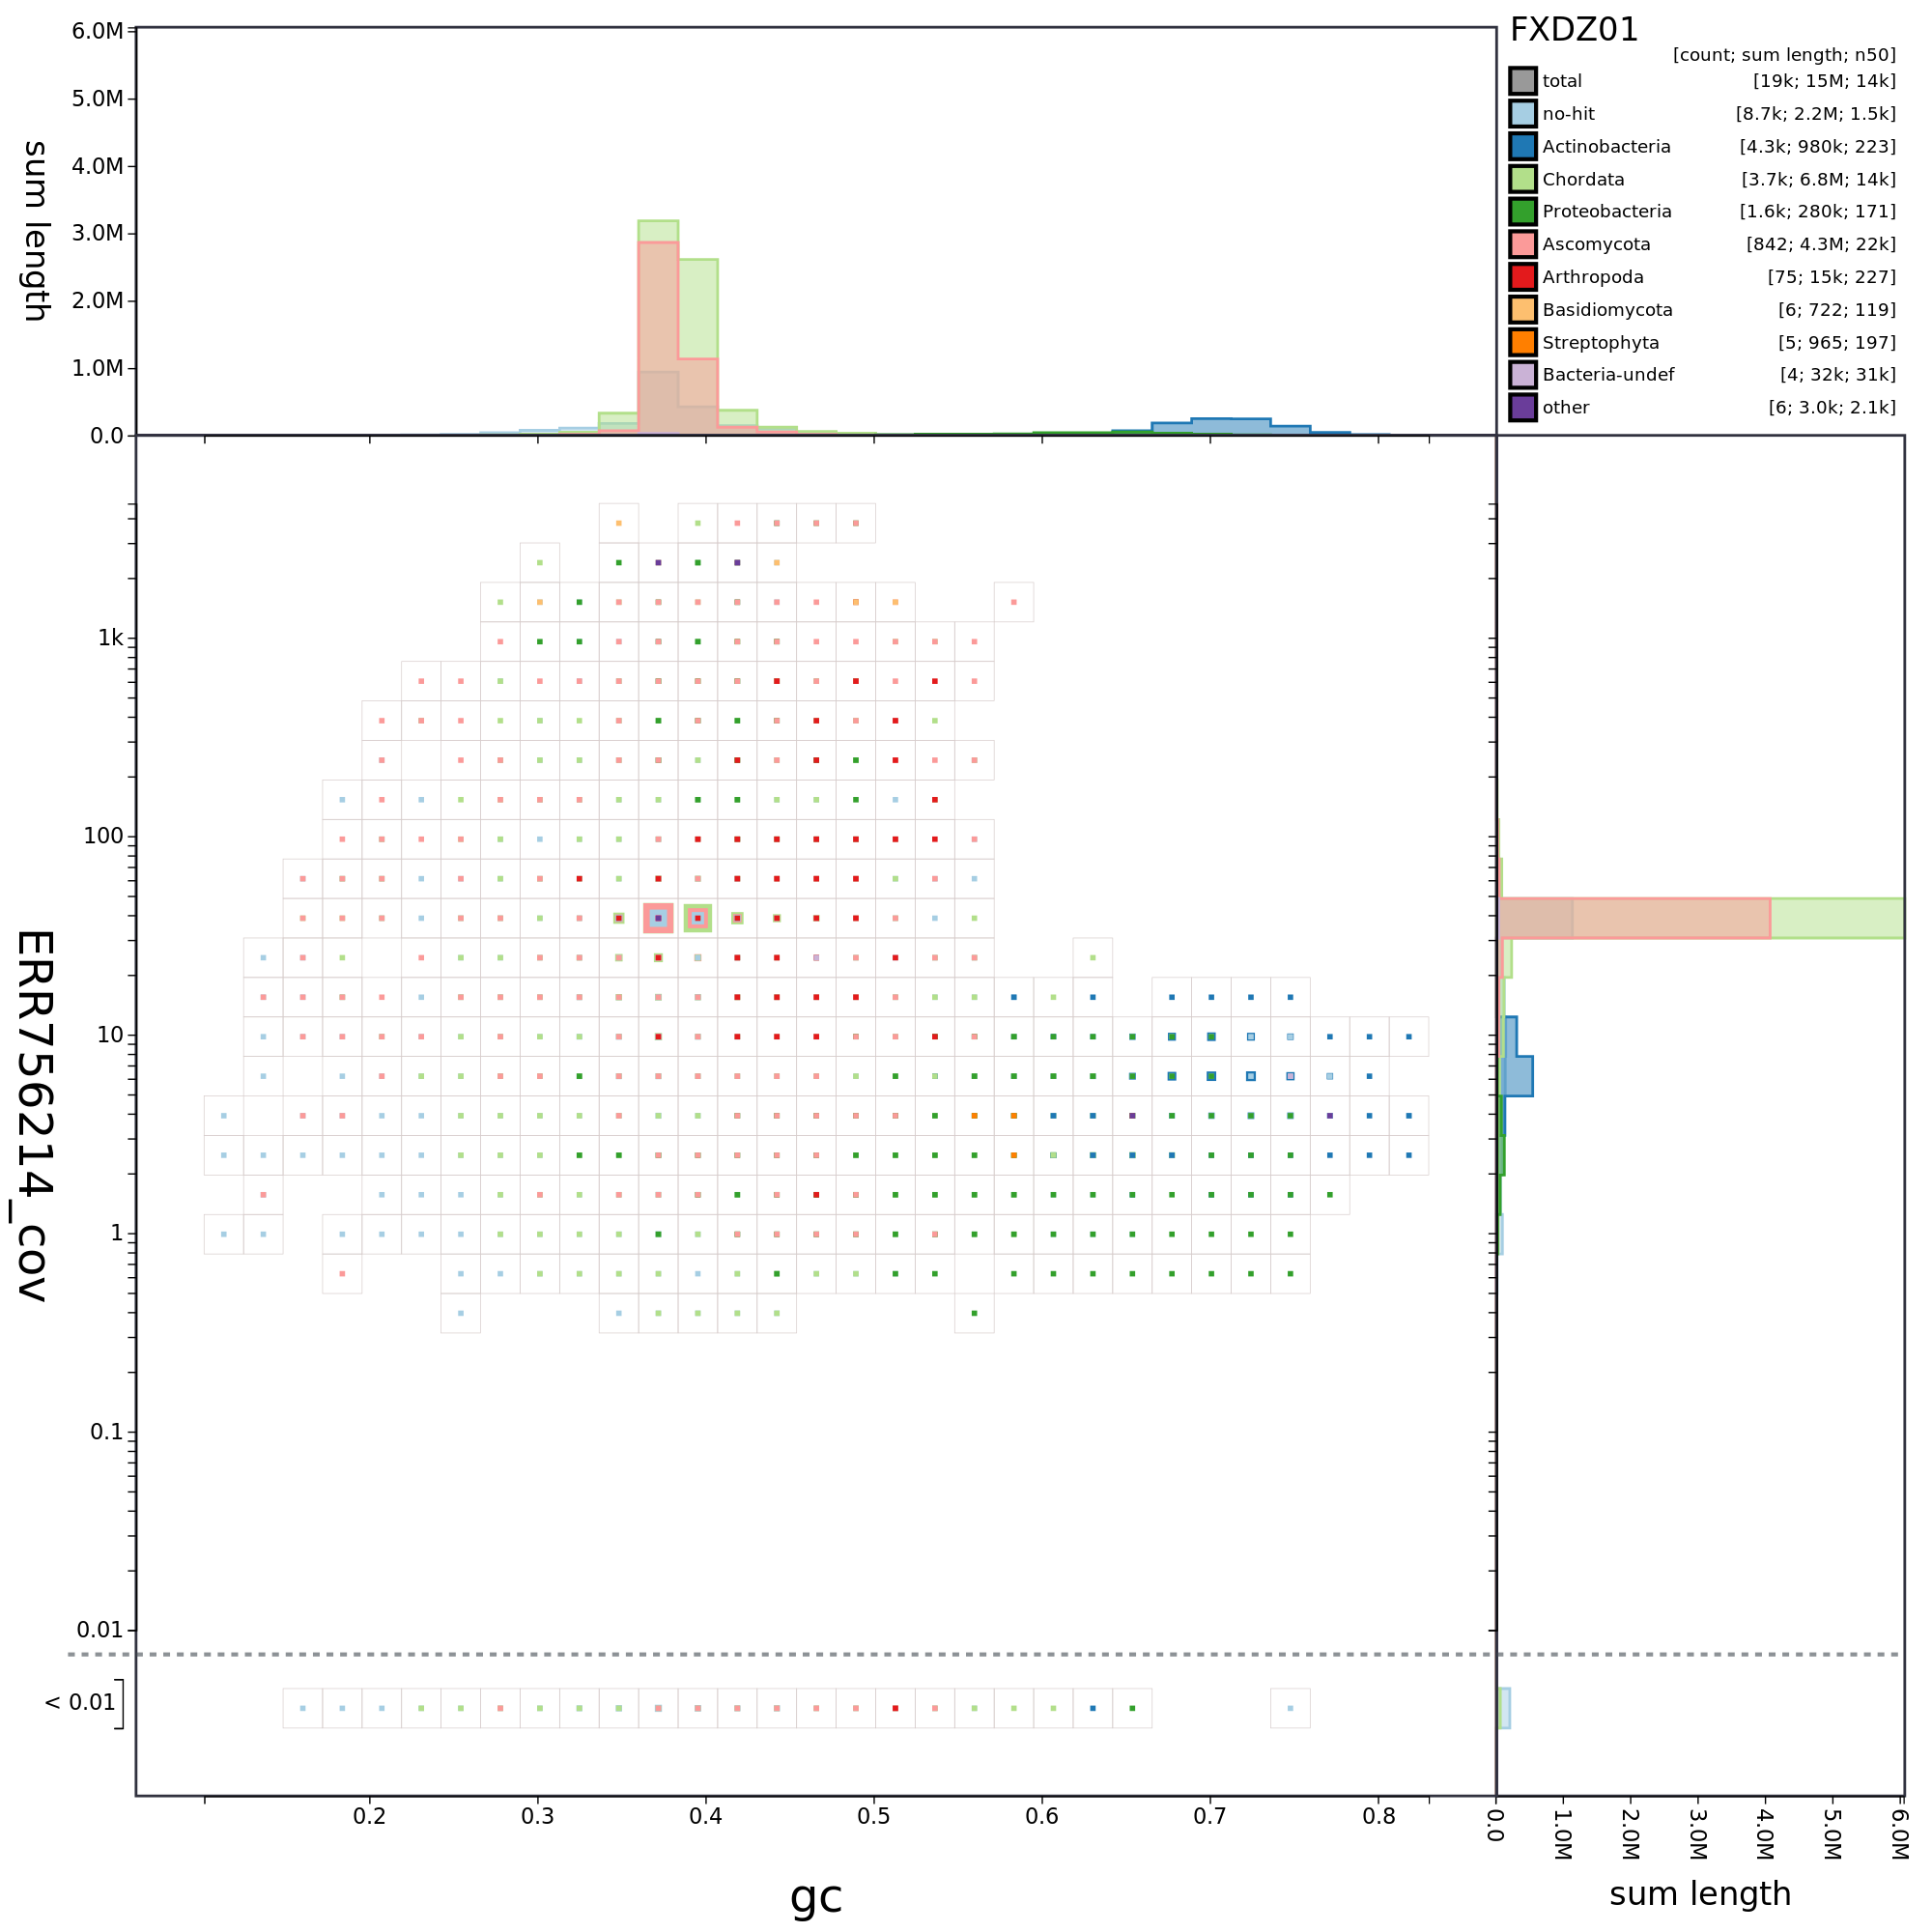 FXDZ01
[count; sum length; n50]
total [19k; 15M; 14k]
no-hit [8.7k; 2.2M; 1.5k]
Actinobacteria [4.3k; 980k; 223]
Chordata [3.7k; 6.8M; 14k]
Proteobacteria [1.6k; 280k; 171]
Ascomycota [842; 4.3M; 22k]
Arthropoda [75; 15k; 227]
Basidiomycota [6; 722; 119]
Streptophyta [5; 965; 197]
Bacteria-undef [4; 32k; 31k]
other [6; 3.0k; 2.1k]
sum length
6.0M
5.0M
4.0M
3.0M
2.0M
1.0M
0.0
ERR756214_cov
1k
100
10
1
0.1
0.01
< 0.01
0.2 0.3 0.4 0.5 0.6 0.7 0.8
gc
0.0 1.0M 2.0M 3.0M 4.0M 5.0M 6.0M
sum length